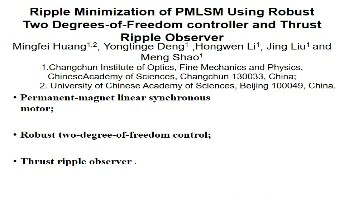 Ripple Minimization of PMLSM Using Robust
Two Degrees-of-Freedom controller and Thrust
Ripple Observer
Mingfei Huang1,2, Yongtinge Deng1 ,Hongwen Li1, Jing Liu1 and
Meng Shao1
1.Changchun Institute of Optics, Fine Mechanics and Physics,
ChineseAcademy of Sciences, Changchun 130033, China;
2. University of Chinese Academy of Sciences, Beijing 100049, China.
• Permanent-magnet linear synchronous
motor;
• Robust two-degree-of-freedom control;
• Thrust ripple observer .